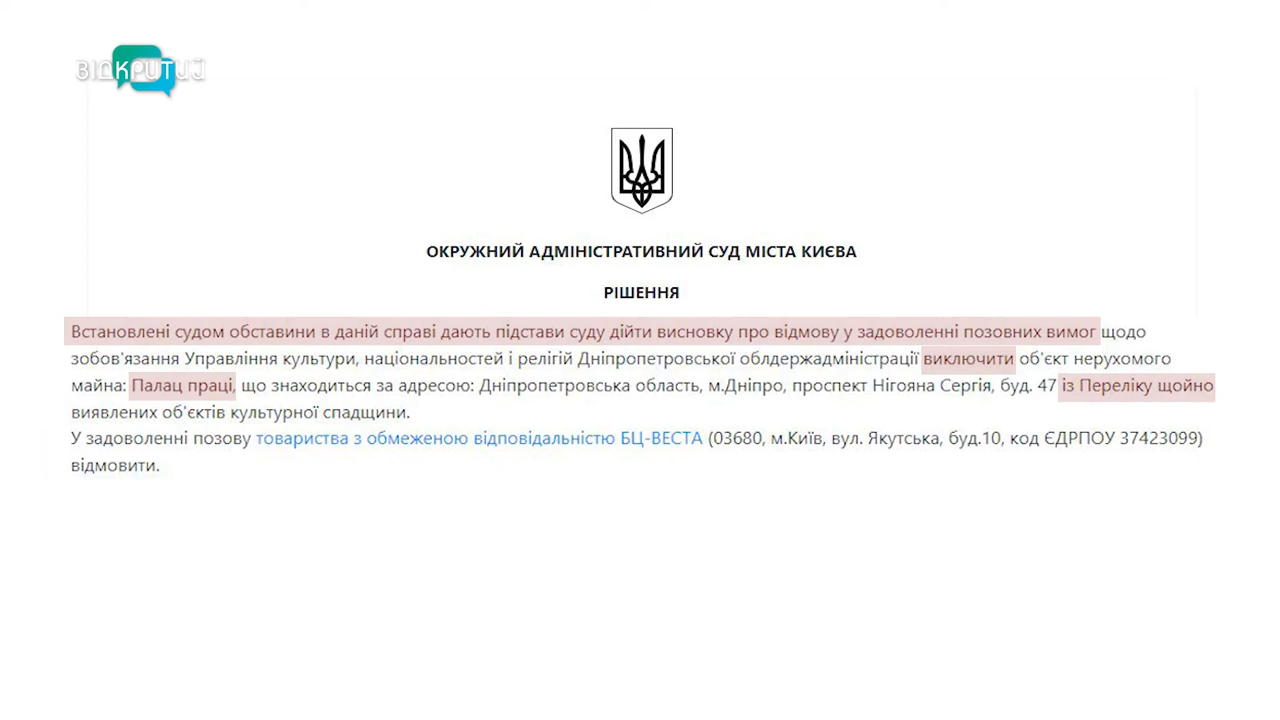 ВІДКРИТИЙ
ОКРУЖНИЙ АДМІНІСТРАТИВНИЙ СУД МІСТА КИЄВА
РІШЕННЯ
Встановлені судом обставини в даній справі дають підстави суду дійти висновку про відмову у задоволенні позовних вимог щодо
зобов'язання Управління культури, національностей і релігій Дніпропетровської облдержадміністрації виключити об'єкт нерухомого
майна: Палац праці, що знаходиться за адресою: Дніпропетровська область, м.Дніпро, проспект Нігояна Сергія, буд. 47 із Переліку щойно
виявлених об'єктів культурної спадщини.
У задоволенні позову товариства з обмеженою відповідальністю БЦ-ВЕСТА (03680, м.Київ, вул. Якутська, буд.10, код ЄДРПОУ 37423099)
відмовити.